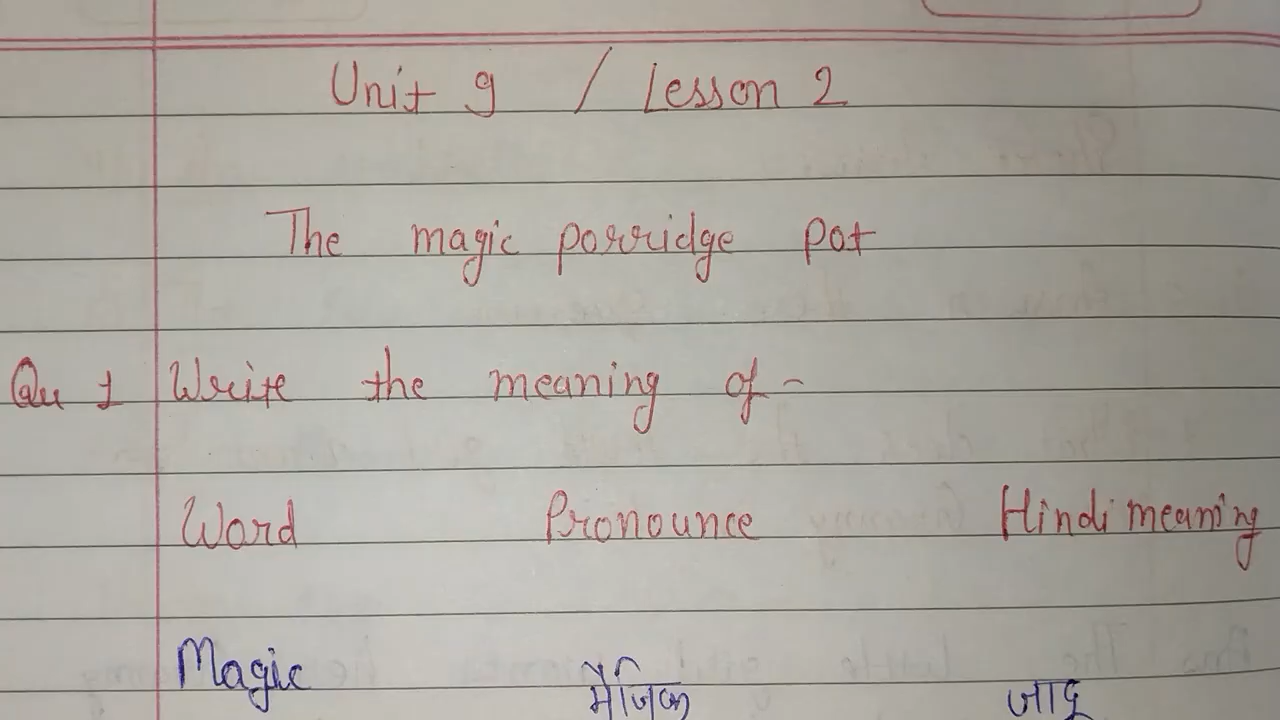 Unit 9 / Lesson 2
The magic porridge pot
Qu 1 Write the meaning of -
Word Pronounce Hindi meaning
Magic मैजिक जादू